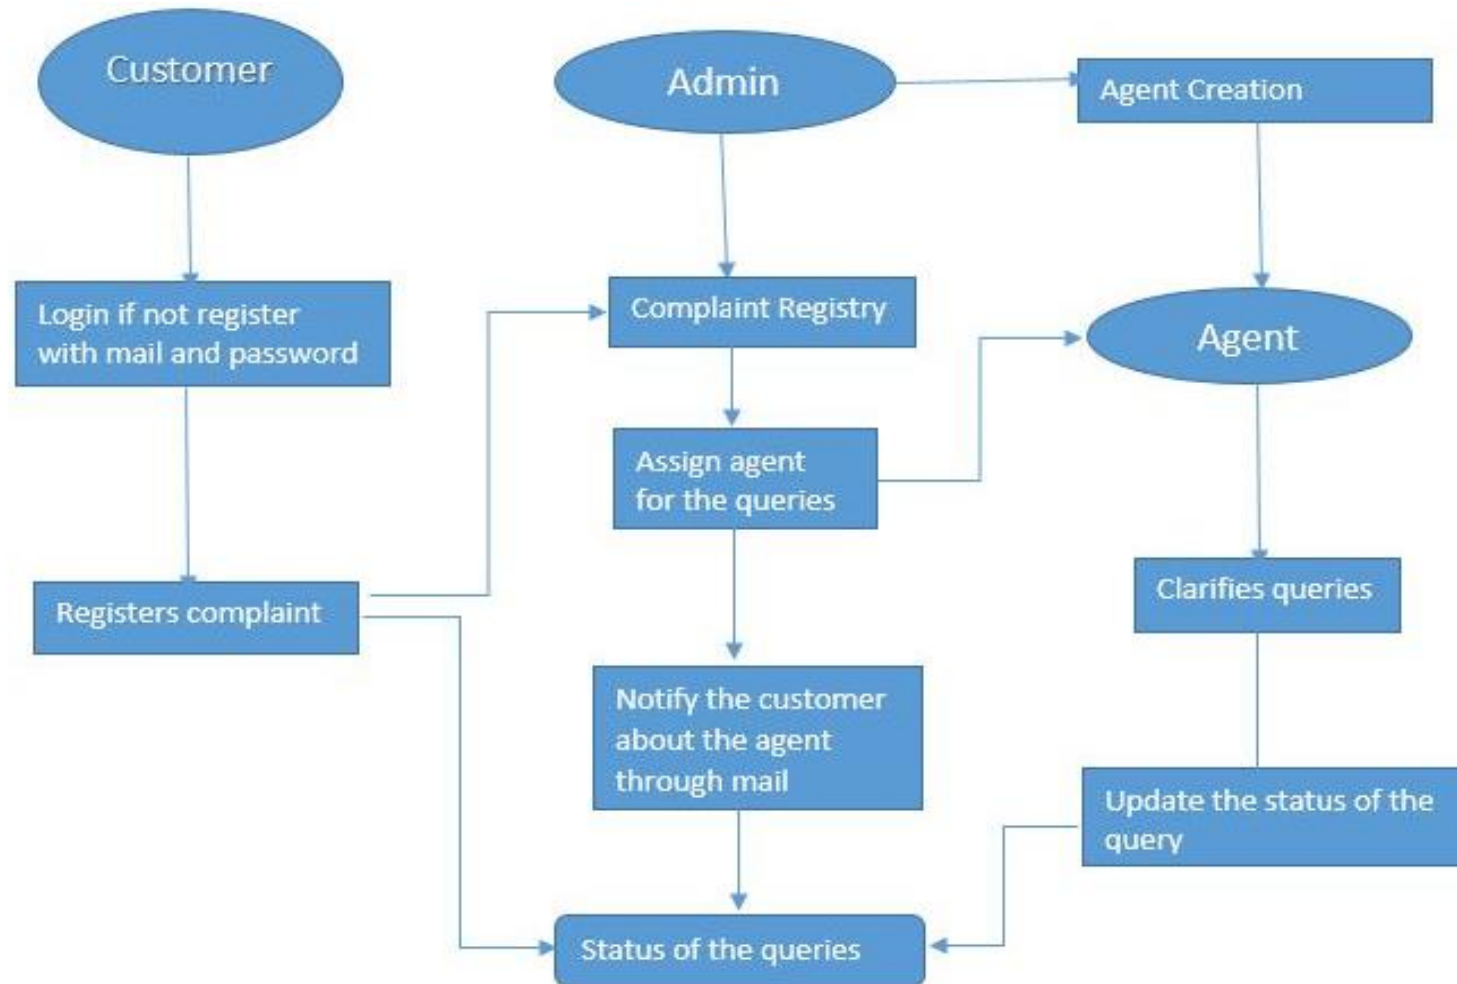 Customer
Admin
Agent Creation
Login if not register
with mail and password
Complaint Registry
Agent
Assign agent
for the queries
Registers complaint
Clarifies queries
Notify the customer
about the agent
through mail
Update the status of the
query
Status of the queries